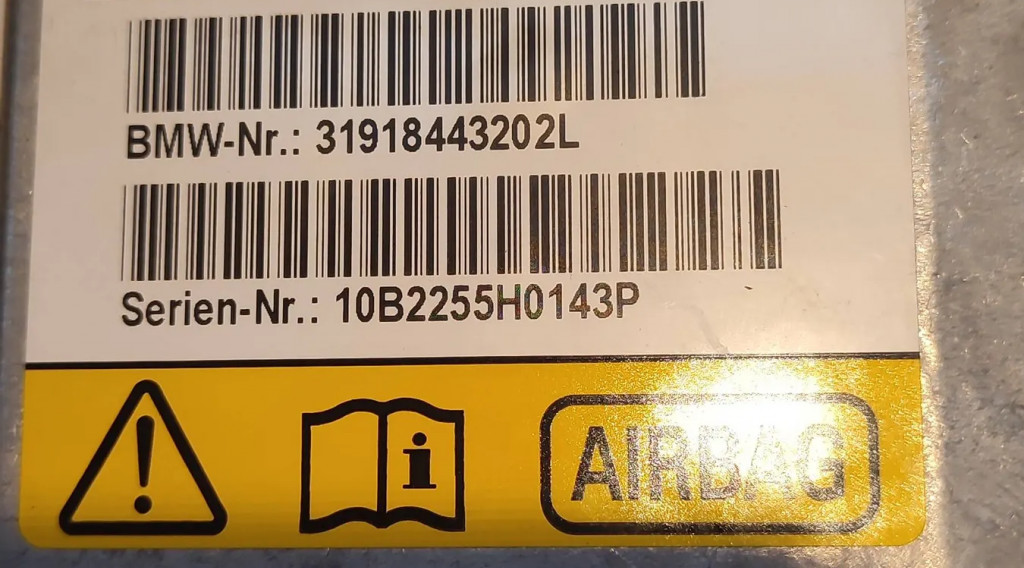 BMW-Nr.: 31918443202L
Serien-Nr.: 10B2255H0143P
i
AIRBAG